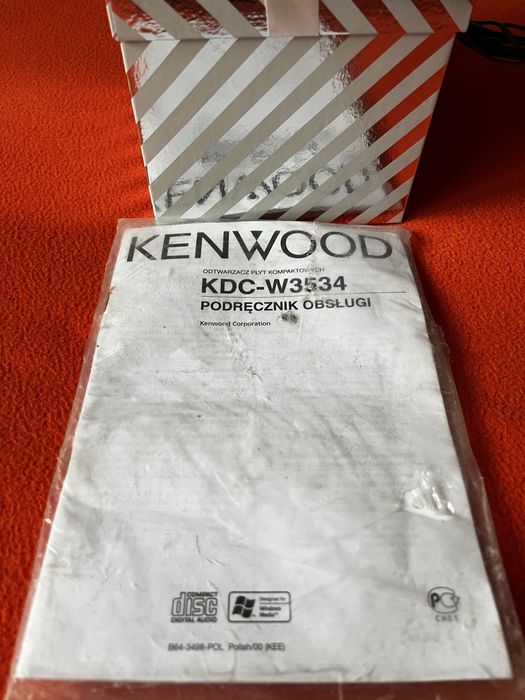 KENWOOD
ODTWARZACZ PŁYT KOMPAKTOWYCH
KDC-W3534
PODRĘCZNIK OBSŁUGI
Kenwood Corporation
COMPACT
disc
DIGITAL AUDIO
Designed for
Windows
Media™
B64-3498-POL Polish/00 (KEE)